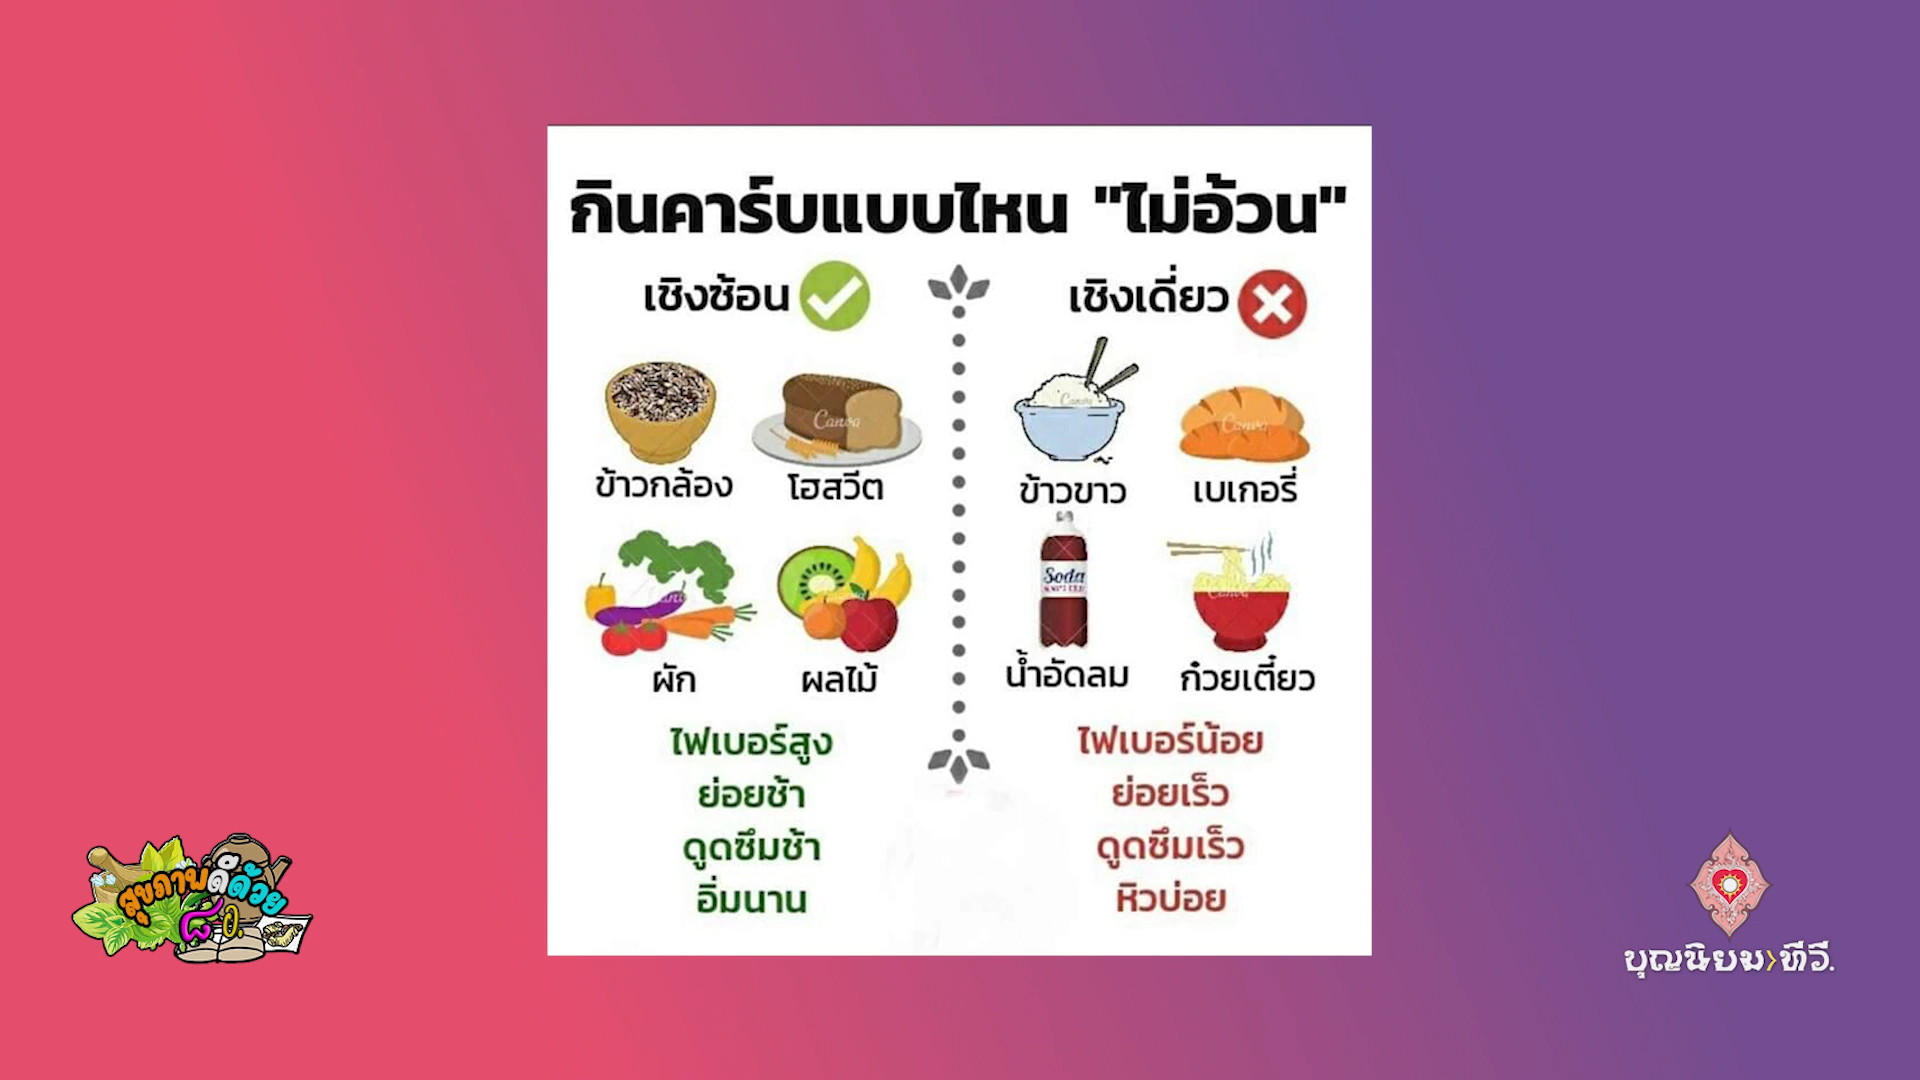 กินคาร์บแบบไหน "ไม่อ้วน"
เชิงซ้อน
เชิงเดี่ยว
ข้าวกล้อง
โฮสวีต
ข้าวขาว
เบเกอรี่
Canva
Canva
Canva
Soda
ผัก
ผลไม้
น้ำอัดลม
ก๋วยเตี๋ยว
ไฟเบอร์สูง
ย่อยช้า
ดูดซึมช้า
อิ่มนาน
ไฟเบอร์น้อย
ย่อยเร็ว
ดูดซึมเร็ว
หิวบ่อย
สุขภาพดีด้วย
๘ อ.
บุญนิยม>ทีวี.